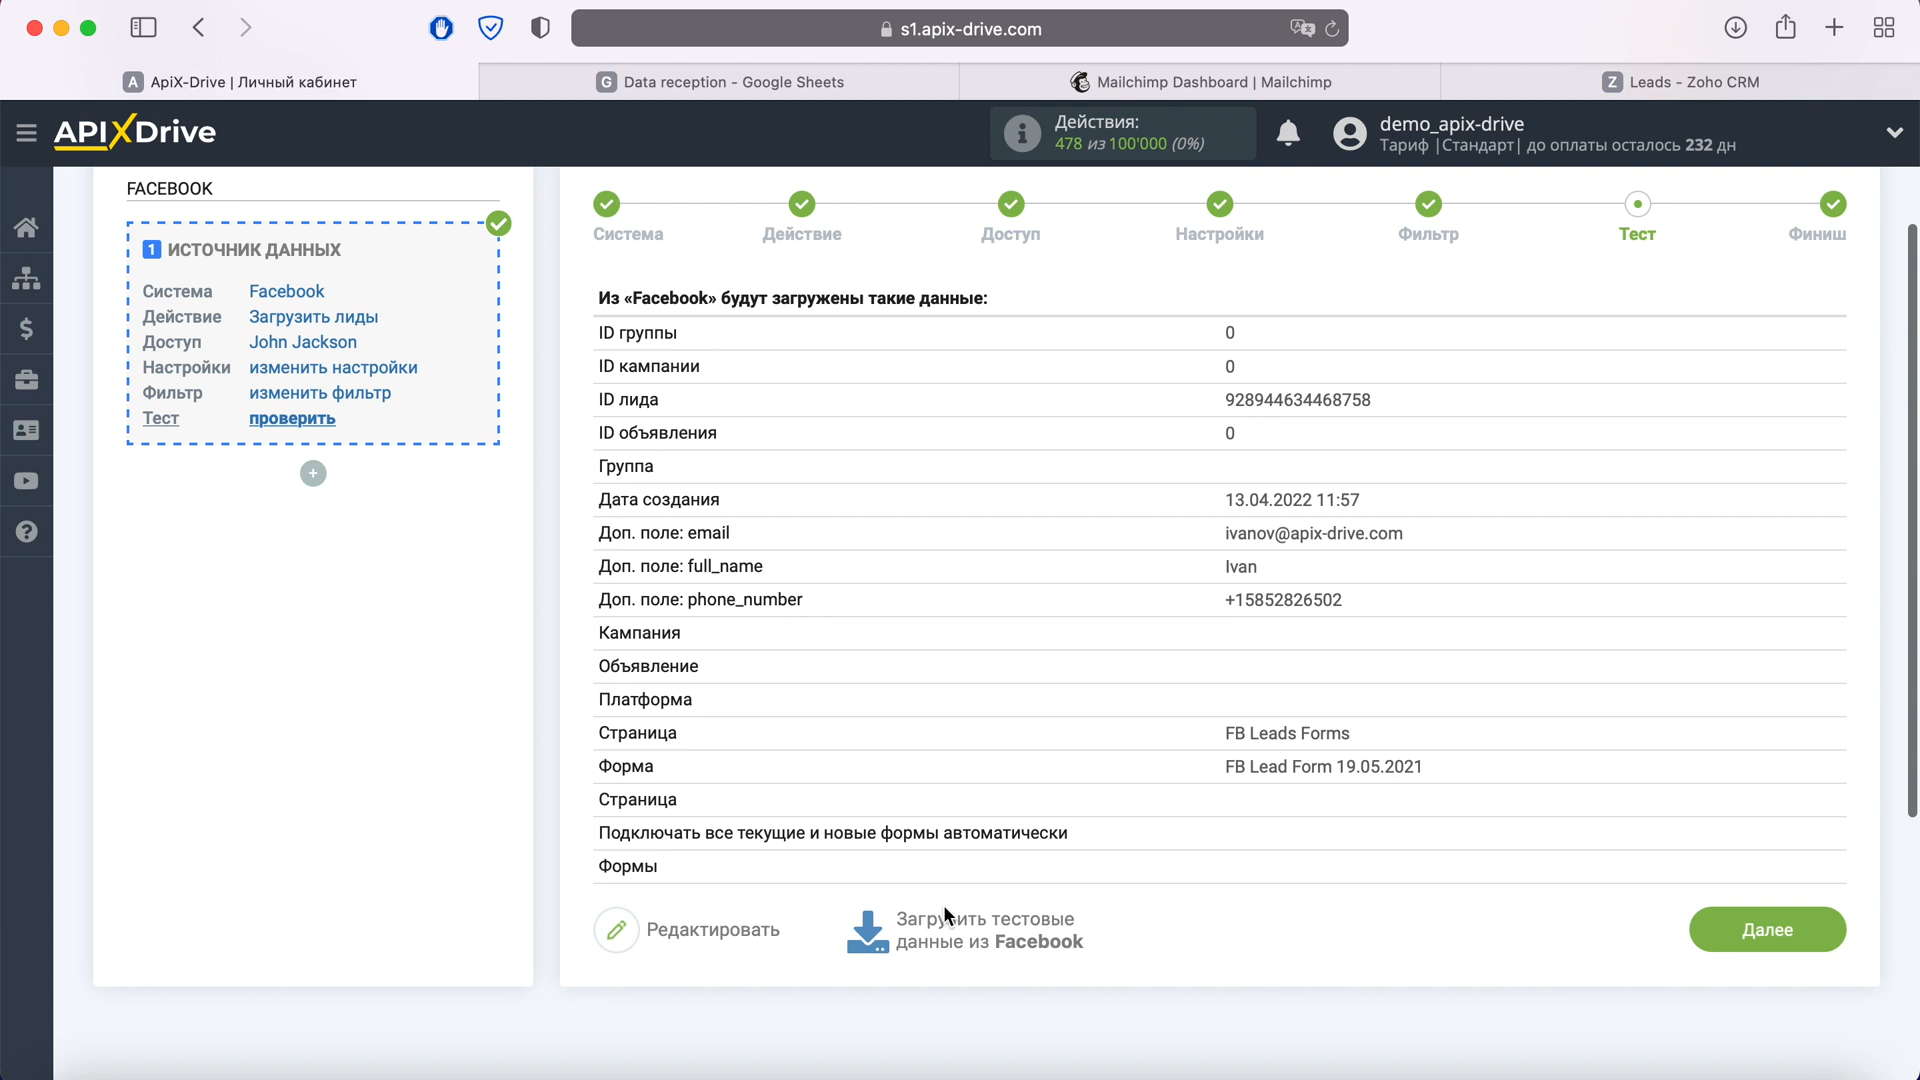 s1.apix-drive.com
A ApiX-Drive | Личный кабинет
G Data reception - Google Sheets
Mailchimp Dashboard | Mailchimp
Z Leads - Zoho CRM
APIXDrive
Действия:
478 из 100'000 (0%)
demo_apix-drive
Тариф |Стандарт| до оплаты осталось 232 дн
FACEBOOK
1 ИСТОЧНИК ДАННЫХ
Система Facebook
Действие Загрузить лиды
Доступ John Jackson
Настройки изменить настройки
Фильтр изменить фильтр
Тест проверить
Система
Действие
Доступ
Настройки
Фильтр
Тест
Финиш
Из «Facebook» будут загружены такие данные:
ID группы 0
ID кампании 0
ID лида 928944634468758
ID объявления 0
Группа
Дата создания 13.04.2022 11:57
Доп. поле: email ivanov@apix-drive.com
Доп. поле: full_name Ivan
Доп. поле: phone_number +15852826502
Кампания
Объявление
Платформа
Страница FB Leads Forms
Форма FB Lead Form 19.05.2021
Страница
Подключать все текущие и новые формы автоматически
Формы
Редактировать
Загрузить тестовые
данные из Facebook
Далее